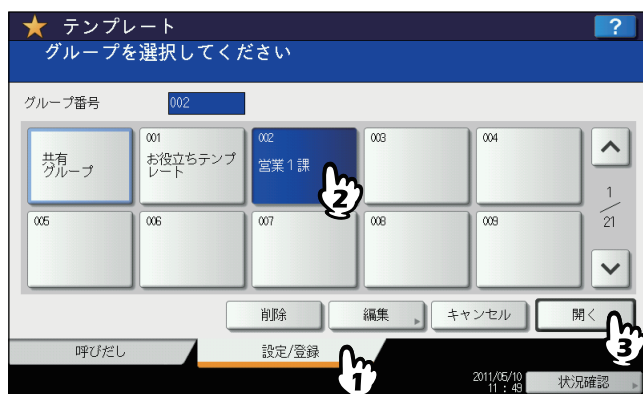 テンプレート
?
グループを選択してください
グループ番号 002
共有
グループ
001
お役立ちテンプ
レート
002
営業1課
003
004
1
21
005
006
007
008
009
2
削除
編集
キャンセル
開く
3
呼びだし
設定/登録
1
2011/05/10
11:49
状況確認